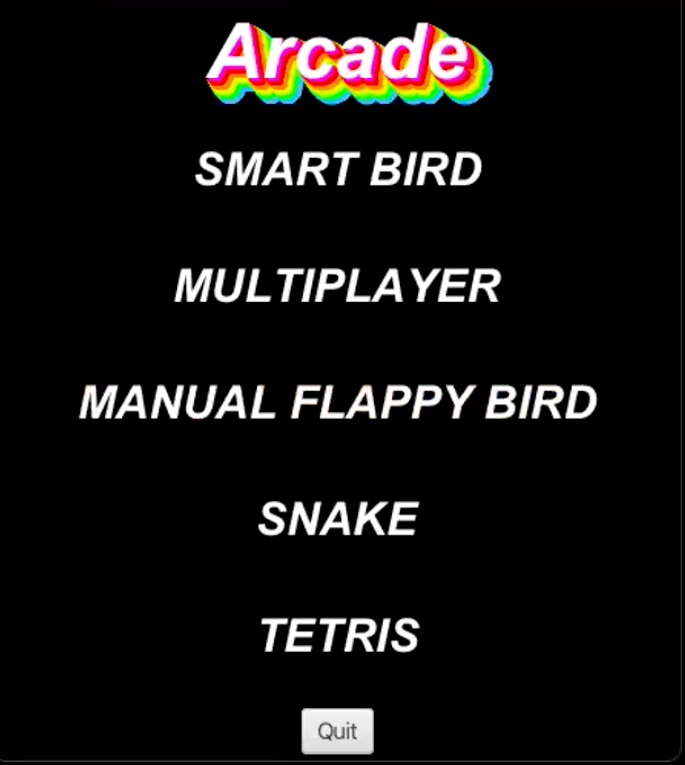 Arcade
SMART BIRD
MULTIPLAYER
MANUAL FLAPPY BIRD
SNAKE
TETRIS
Quit